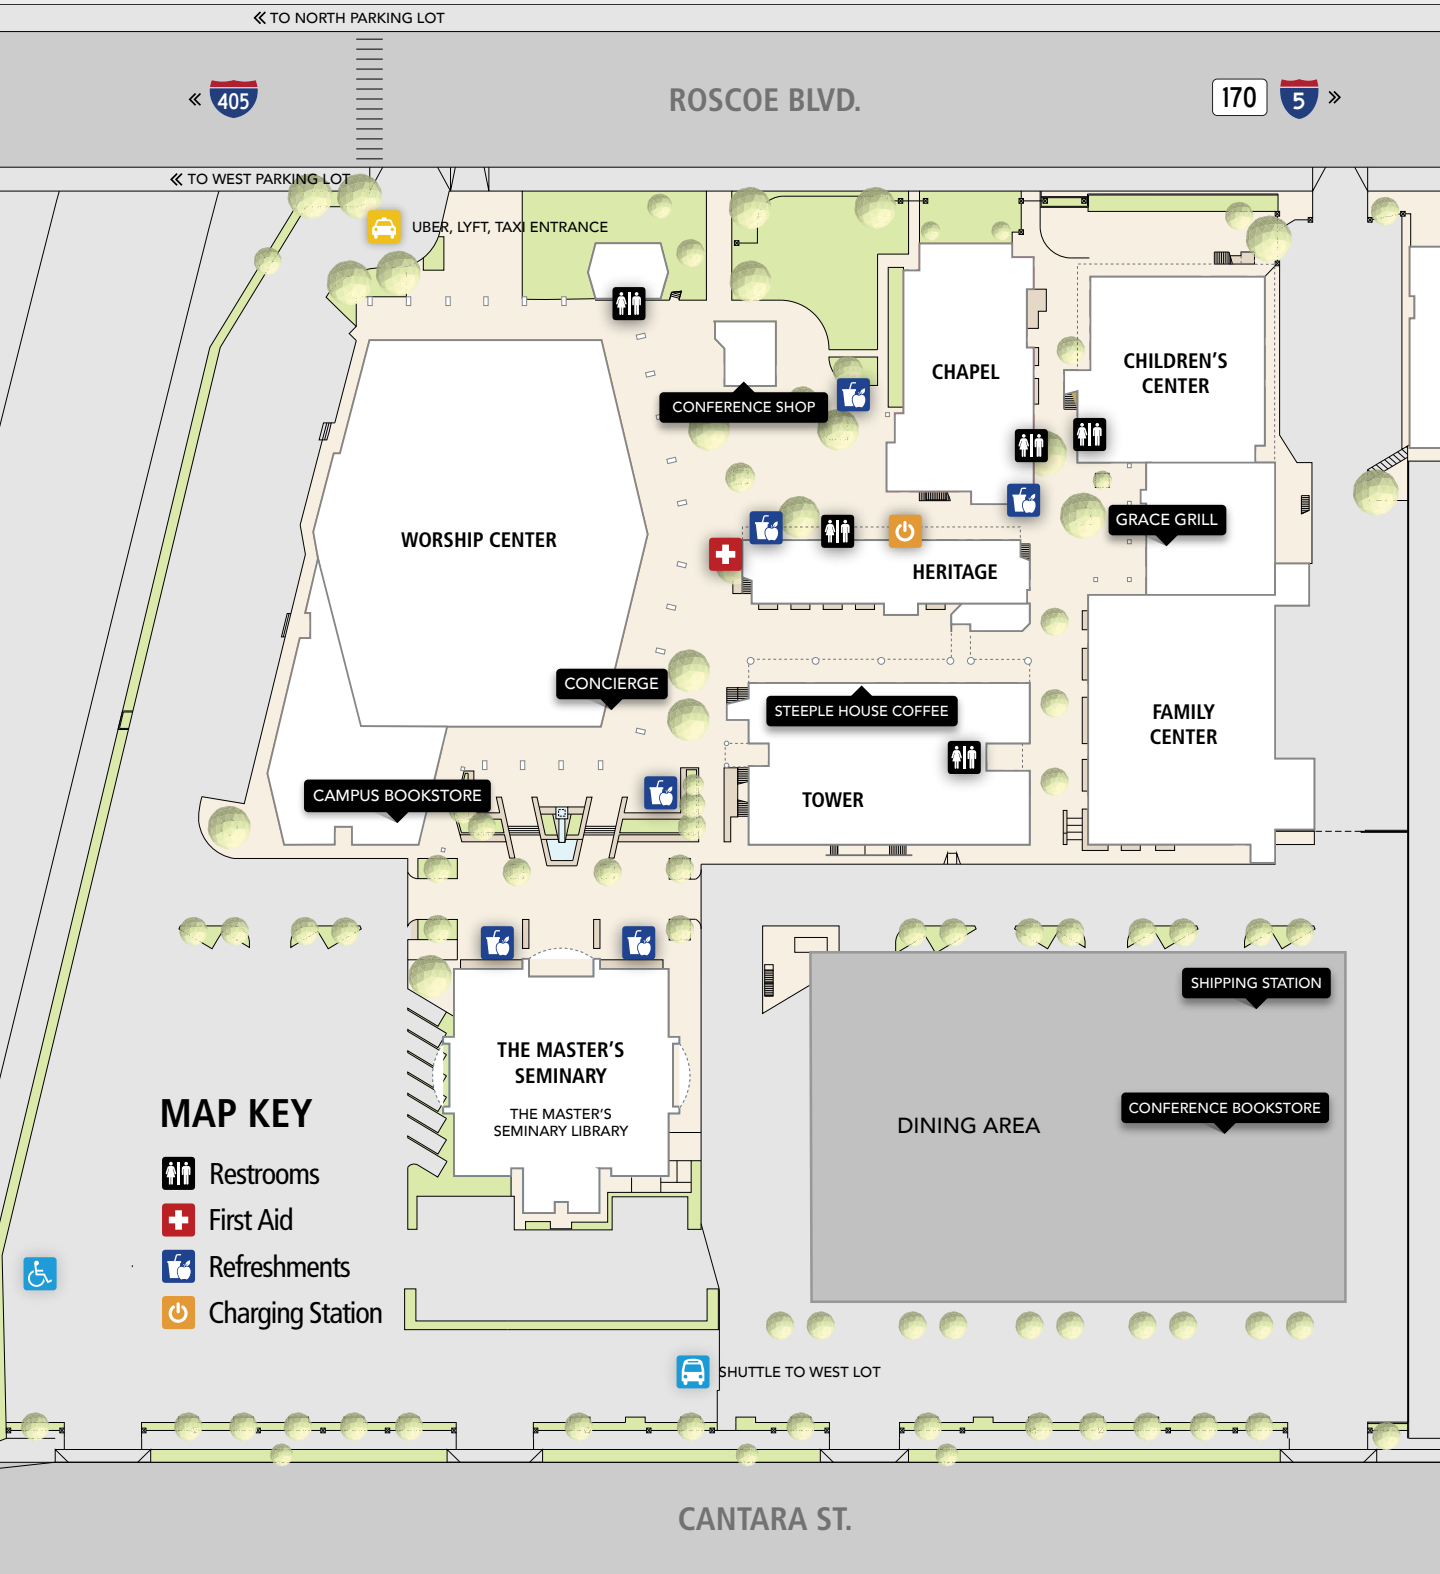 « TO NORTH PARKING LOT
« 405
ROSCOE BLVD.
170 5 »
« TO WEST PARKING LOT
UBER, LYFT, TAXI ENTRANCE
CHAPEL
CHILDREN'S
CENTER
CONFERENCE SHOP
WORSHIP CENTER
GRACE GRILL
HERITAGE
CONCIERGE
STEEPLE HOUSE COFFEE
FAMILY
CENTER
CAMPUS BOOKSTORE
TOWER
SHIPPING STATION
THE MASTER'S
SEMINARY
THE MASTER'S
SEMINARY LIBRARY
CONFERENCE BOOKSTORE
DINING AREA
MAP KEY
Restrooms
First Aid
Refreshments
Charging Station
SHUTTLE TO WEST LOT
CANTARA ST.